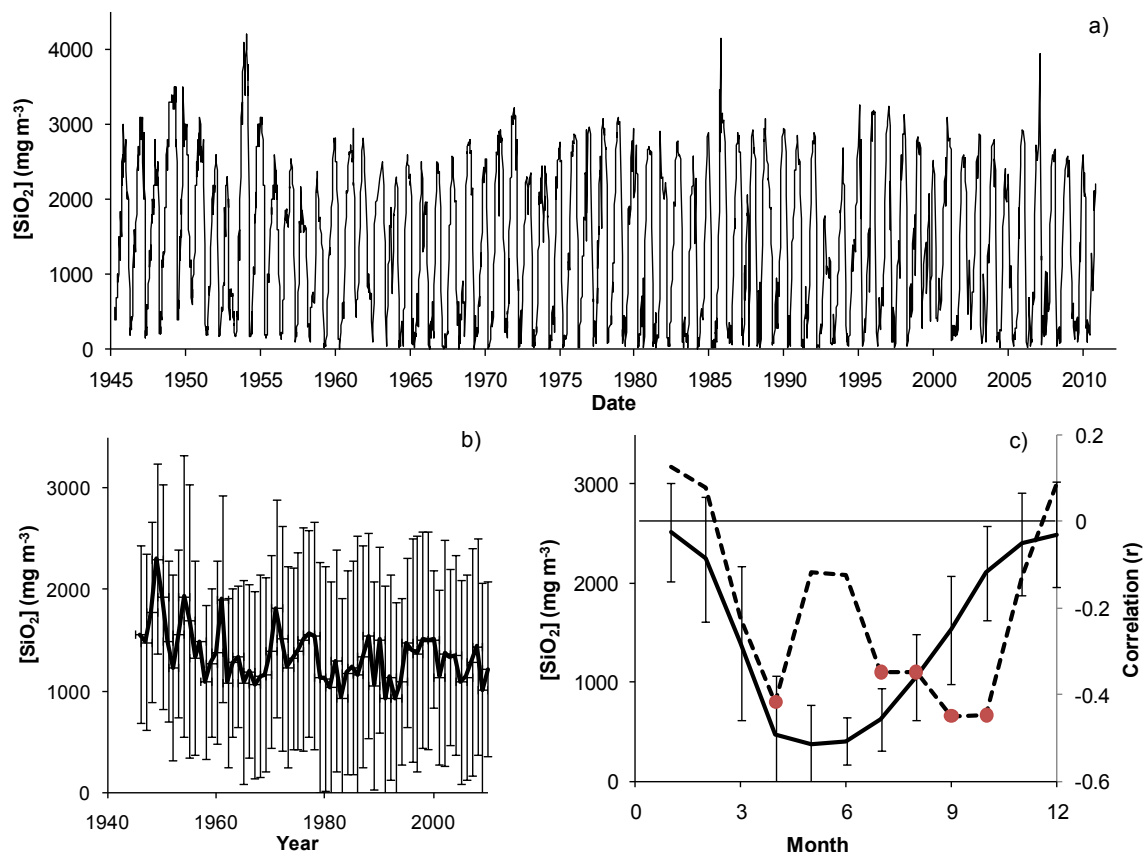 a)
[SiO₂] (mg m⁻³)
4000
3000
2000
1000
0
1945 1950 1955 1960 1965 1970 1975 1980 1985 1990 1995 2000 2005 2010
Date
b)
[SiO₂] (mg m⁻³)
3000
2000
1000
0
1940 1960 1980 2000
Year
c)
[SiO₂] (mg m⁻³)
3000
2000
1000
0
0 3 6 9 12
Month
0.2
0
-0.2
-0.4
-0.6
Correlation (r)